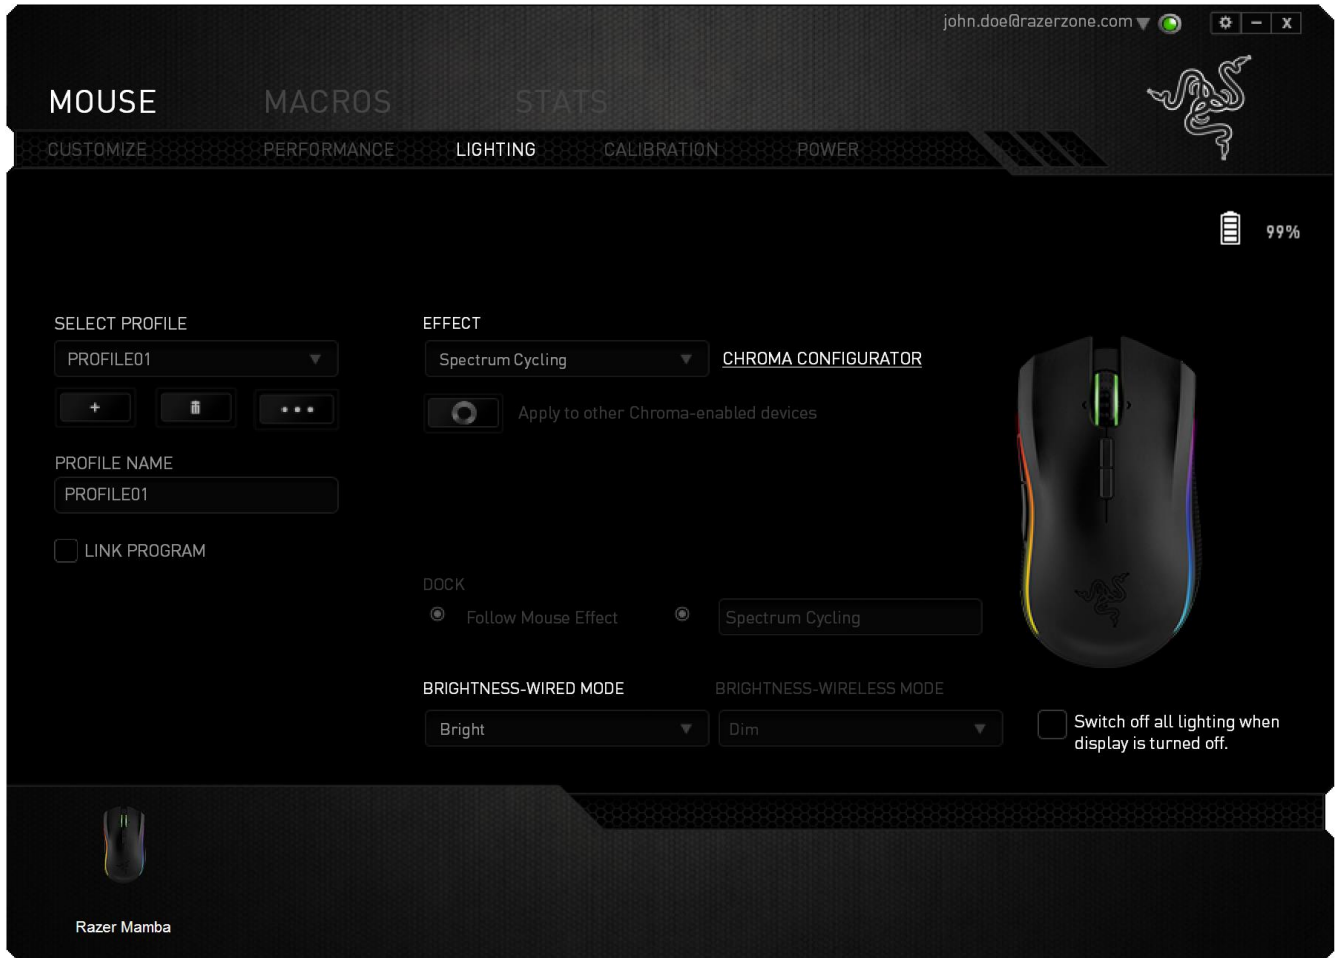 john.doe@razerzone.com
X
MOUSE MACROS STATS
CUSTOMIZE PERFORMANCE LIGHTING CALIBRATION POWER
99%
SELECT PROFILE
PROFILE01
PROFILE NAME
PROFILE01
LINK PROGRAM
EFFECT
Spectrum Cycling
CHROMA CONFIGURATOR
Apply to other Chroma-enabled devices
DOCK
Follow Mouse Effect
Spectrum Cycling
BRIGHTNESS-WIRED MODE
Bright
BRIGHTNESS-WIRELESS MODE
Dim
Switch off all lighting when
display is turned off.
Razer Mamba